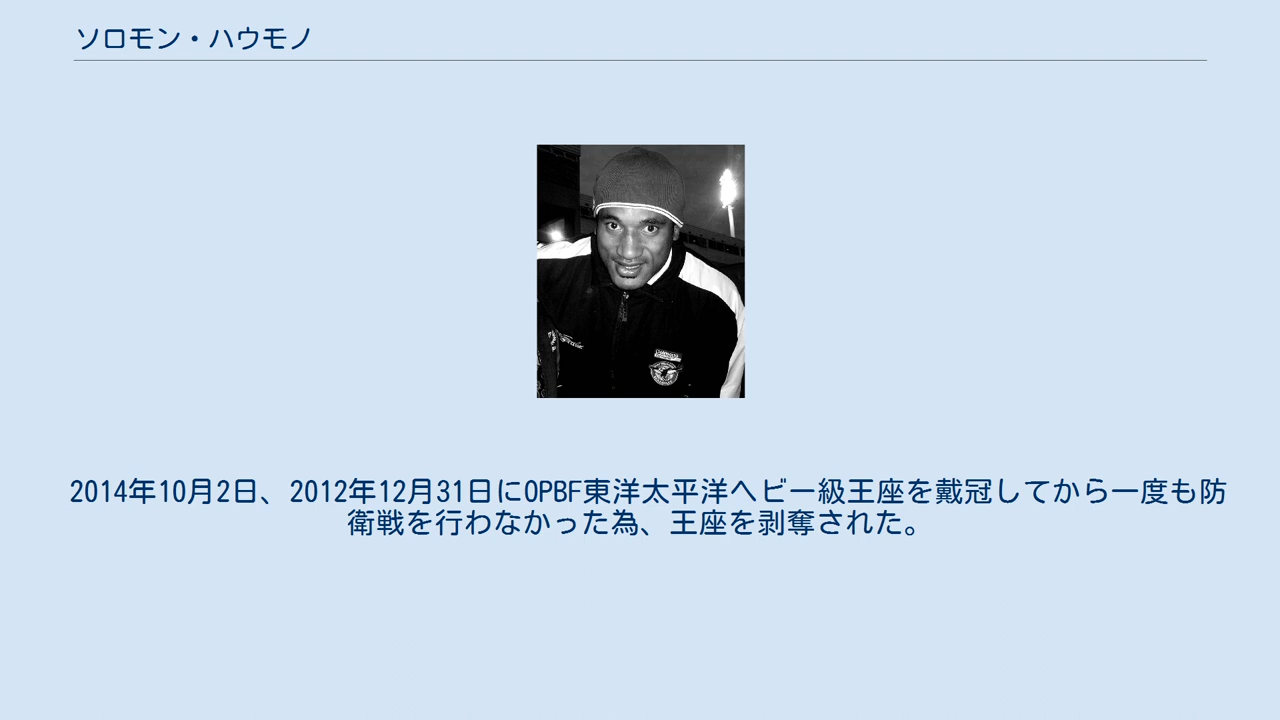 ソロモン・ハウモノ
2014年10月2日、2012年12月31日にOPBF東洋太平洋ヘビー級王座を戴冠してから一度も防
衛戦を行わなかった為、王座を剥奪された。